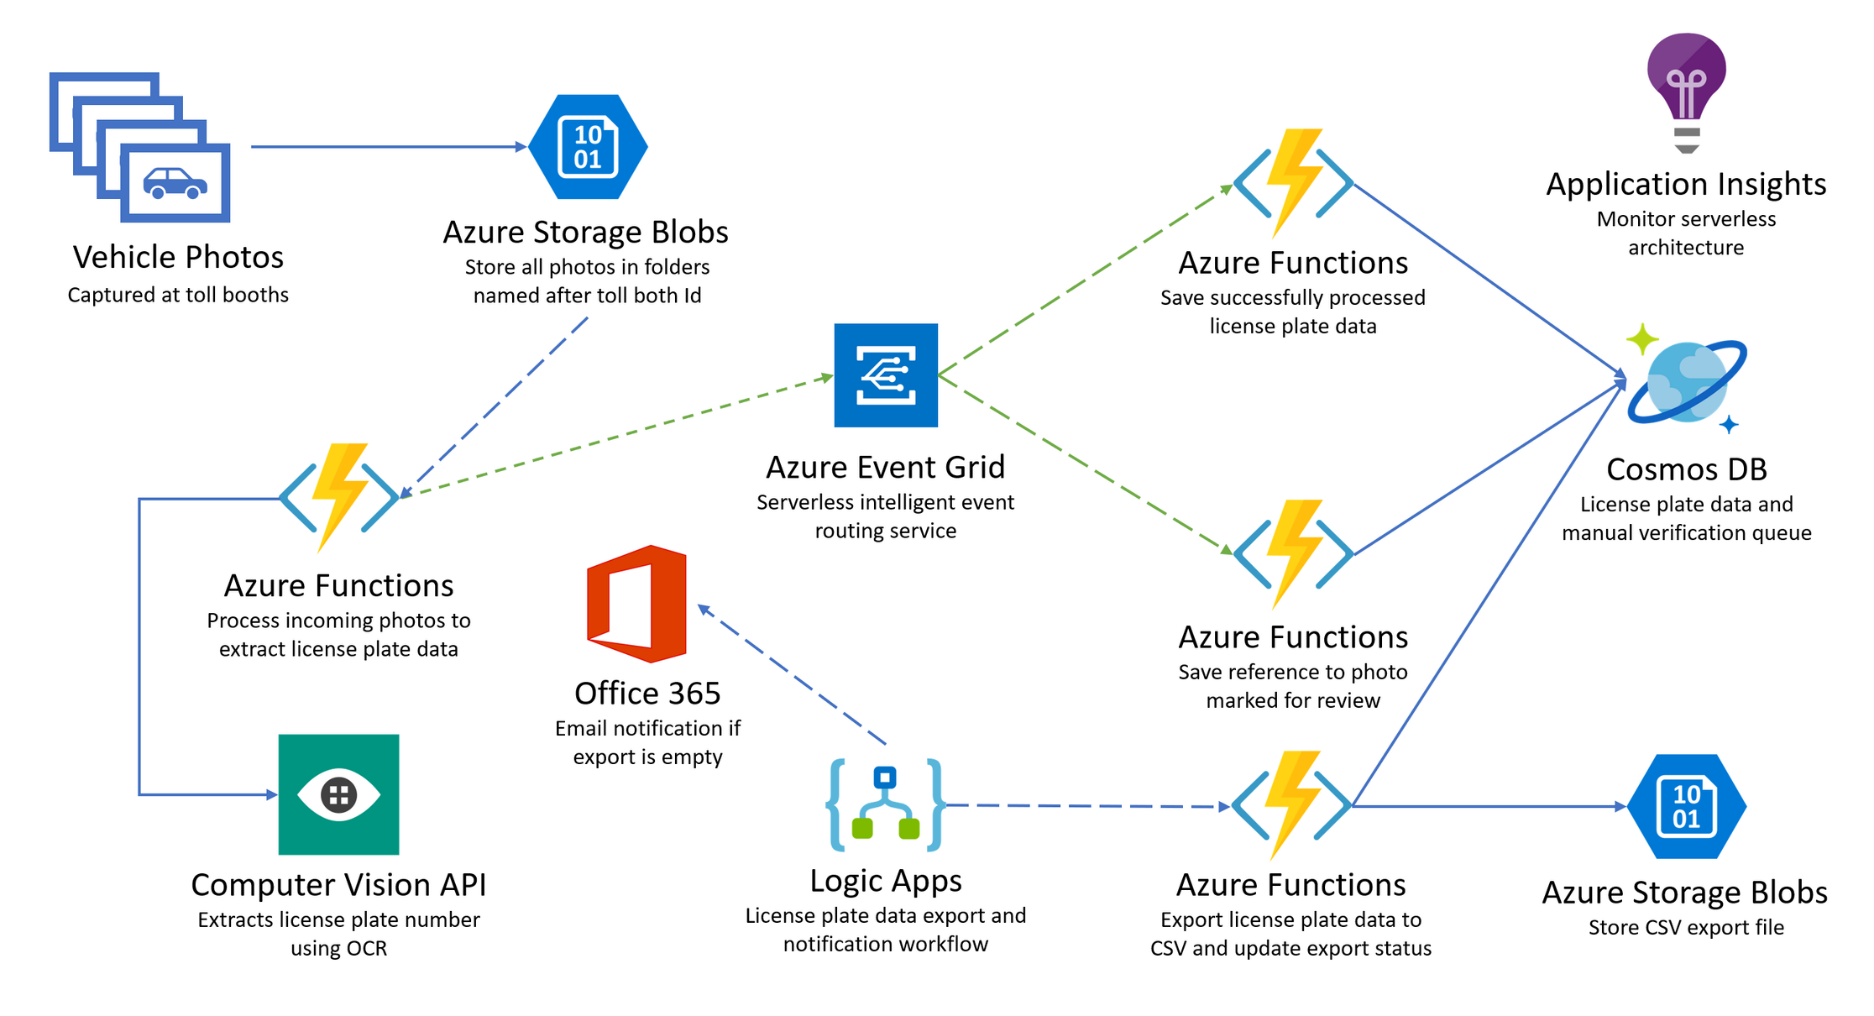 Vehicle Photos
Captured at toll booths
10
01
Azure Storage Blobs
Store all photos in folders
named after toll both Id
Azure Functions
Process incoming photos to
extract license plate data
Computer Vision API
Extracts license plate number
using OCR
Azure Event Grid
Serverless intelligent event
routing service
Office 365
Email notification if
export is empty
Logic Apps
License plate data export and
notification workflow
Azure Functions
Save successfully processed
license plate data
Azure Functions
Save reference to photo
marked for review
Azure Functions
Export license plate data to
CSV and update export status
Application Insights
Monitor serverless
architecture
Cosmos DB
License plate data and
manual verification queue
10
01
Azure Storage Blobs
Store CSV export file